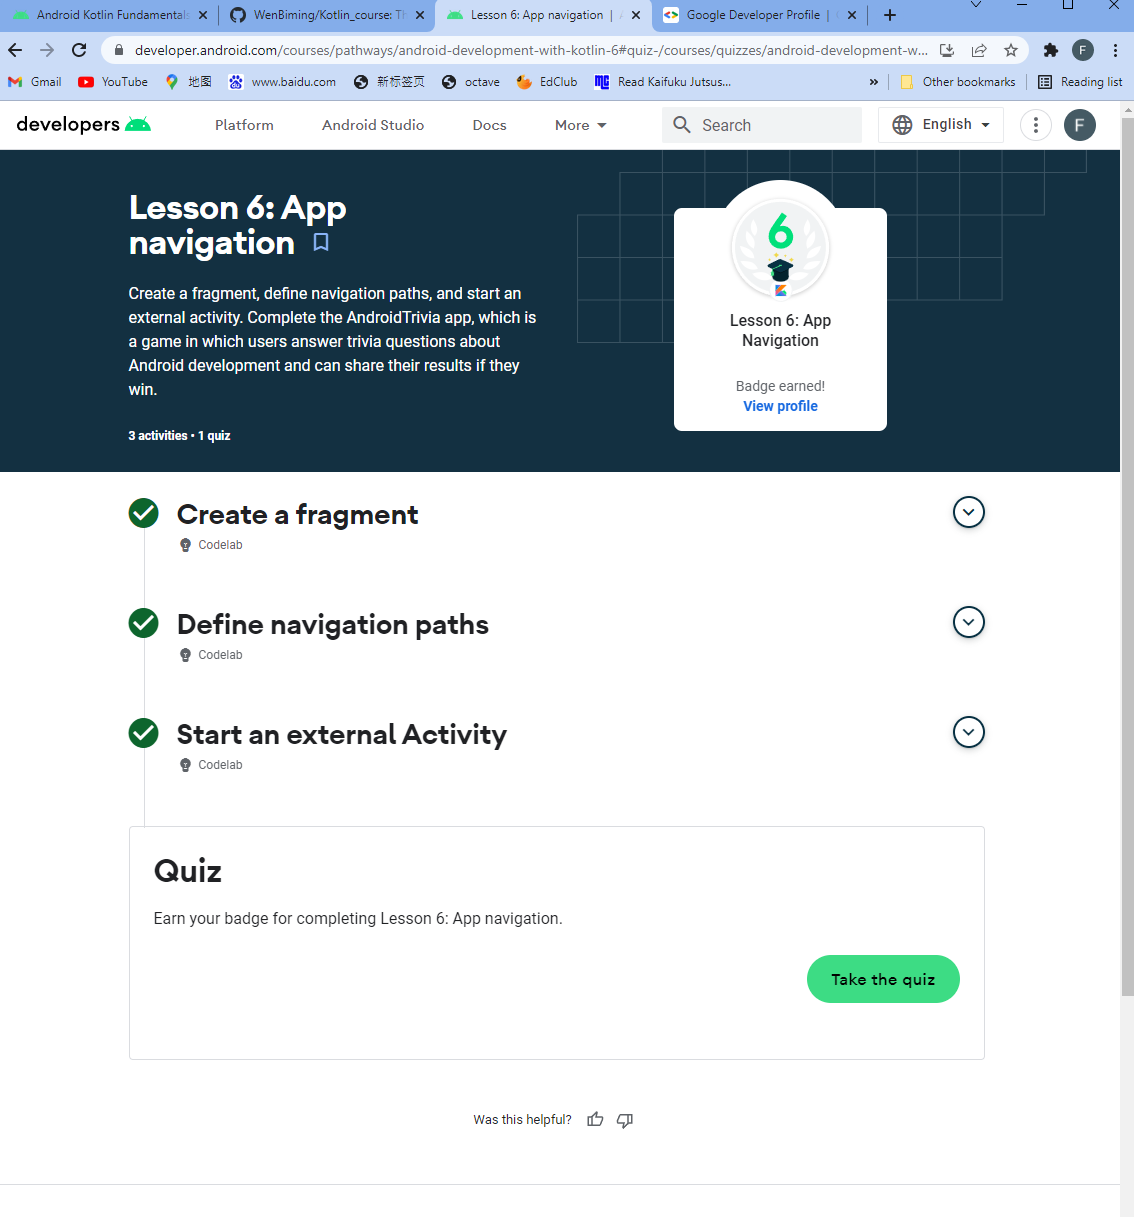 Android Kotlin Fundamentals
WenBiming/Kotlin_course: Th
Lesson 6: App navigation |
Google Developer Profile |
developer.android.com/courses/pathways/android-development-with-kotlin-6#quiz-/courses/quizzes/android-development-w...
F
Gmail
YouTube
地图
www.baidu.com
新标签页
octave
EdClub
Read Kaifuku Jutsus...
»
Other bookmarks
Reading list
developers
Platform
Android Studio
Docs
More
Search
English
F
Lesson 6: App
navigation
Create a fragment, define navigation paths, and start an
external activity. Complete the AndroidTrivia app, which is
a game in which users answer trivia questions about
Android development and can share their results if they
win.
3 activities • 1 quiz
6
Lesson 6: App
Navigation
Badge earned!
View profile
Create a fragment
Codelab
Define navigation paths
Codelab
Start an external Activity
Codelab
Quiz
Earn your badge for completing Lesson 6: App navigation.
Take the quiz
Was this helpful?